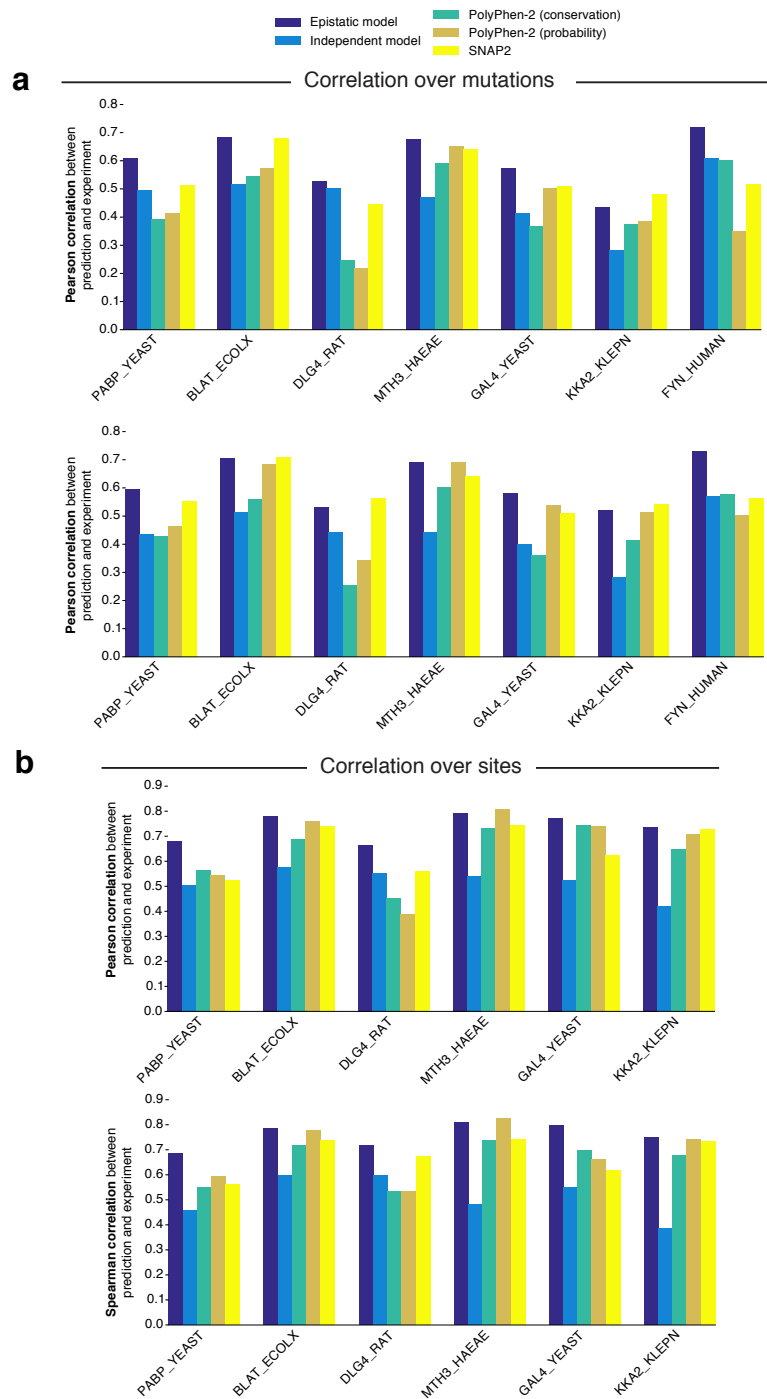 Epistatic model
Independent model
PolyPhen-2 (conservation)
PolyPhen-2 (probability)
SNAP2
a
Correlation over mutations
Pearson correlation between
prediction and experiment
0.8
0.7
0.6
0.5
0.4
0.3
0.2
0.1
0.0
PABP_YEAST
BLAT_ECOLX
DLG4_RAT
MTH3_HAEAE
GAL4_YEAST
KKA2_KLEPN
FYN_HUMAN
Pearson correlation between
prediction and experiment
0.8
0.7
0.6
0.5
0.4
0.3
0.2
0.1
0.0
PABP_YEAST
BLAT_ECOLX
DLG4_RAT
MTH3_HAEAE
GAL4_YEAST
KKA2_KLEPN
FYN_HUMAN
b
Correlation over sites
Pearson correlation between
prediction and experiment
0.9
0.8
0.7
0.6
0.5
0.4
0.3
0.2
0.1
0.0
PABP_YEAST
BLAT_ECOLX
DLG4_RAT
MTH3_HAEAE
GAL4_YEAST
KKA2_KLEPN
Spearman correlation between
prediction and experiment
0.9
0.8
0.7
0.6
0.5
0.4
0.3
0.2
0.1
0.0
PABP_YEAST
BLAT_ECOLX
DLG4_RAT
MTH3_HAEAE
GAL4_YEAST
KKA2_KLEPN